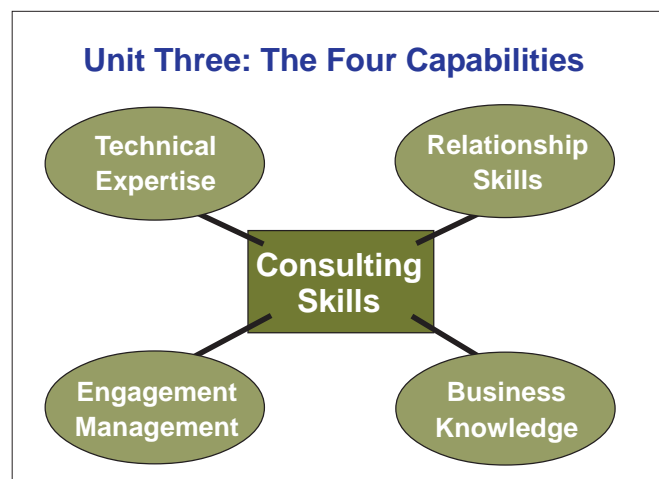 Unit Three: The Four Capabilities
Technical
Expertise
Relationship
Skills
Consulting
Skills
Engagement
Management
Business
Knowledge